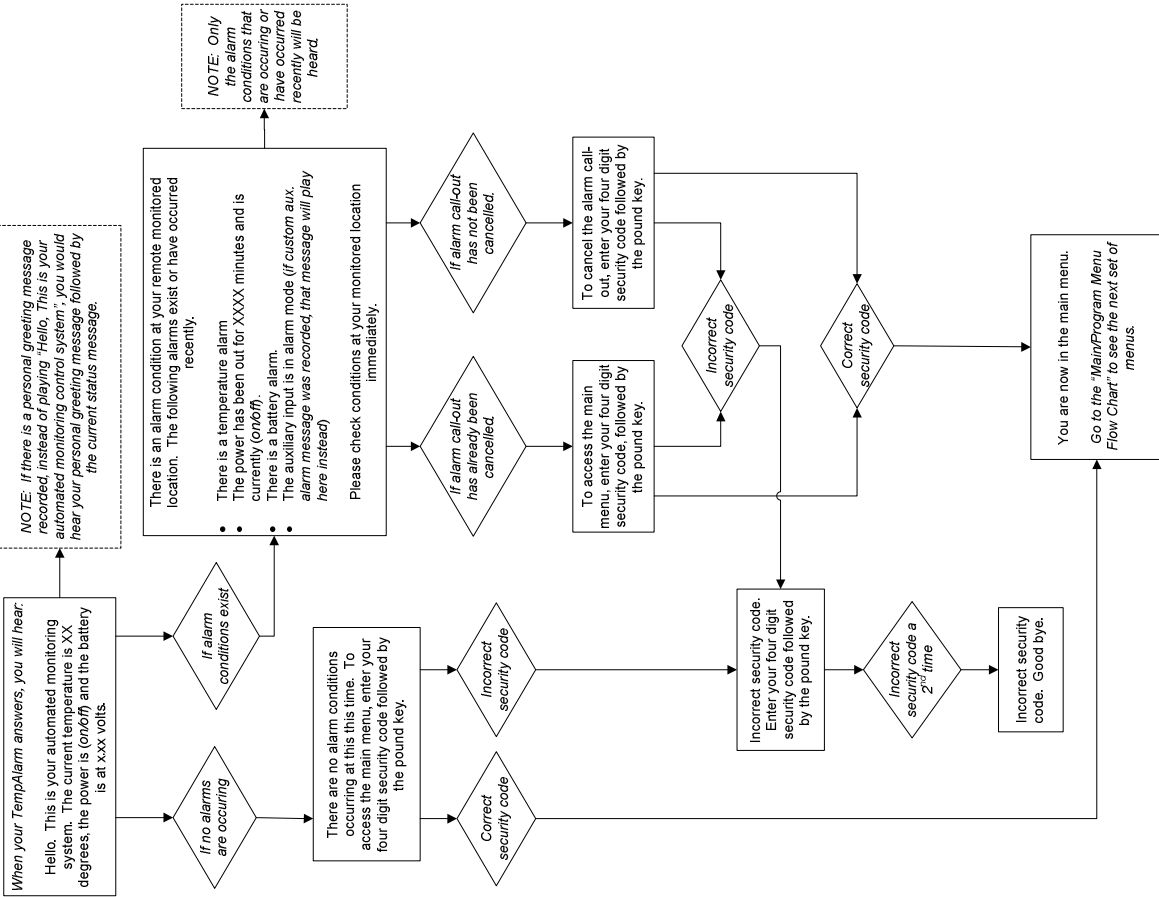 When your TempAlarm answers, you will hear:
Hello. This is your automated monitoring
system. The current temperature is XX
degrees, the power is (on/off) and the battery
is at x.xx volts.
NOTE: If there is a personal greeting message
recorded, instead of playing "Hello, This is your
automated monitoring control system", you would
hear your personal greeting message followed by
the current status message.
If no alarms
are occuring
If alarm
conditions exist
There is an alarm condition at your remote monitored
location. The following alarms exist or have occurred
recently.
• There is a temperature alarm
• The power has been out for XXXX minutes and is
currently (on/off).
• There is a battery alarm.
• The auxiliary input is in alarm mode (if custom aux.
alarm message was recorded, that message will play
here instead)
Please check conditions at your monitored location
immediately.
NOTE: Only
the alarm
conditions that
are occuring or
have occurred
recently will be
heard.
There are no alarm conditions
occurring at this this time. To
access the main menu, enter your
four digit security code followed by
the pound key.
If alarm call-out
has already been
cancelled.
If alarm call-out
has not been
cancelled.
Correct
security code
Incorrect
security code
To access the main
menu, enter your four digit
security code, followed by
the pound key.
To cancel the alarm call-
out, enter your four digit
security code followed by
the pound key.
Incorrect
security code
Incorrect security code.
Enter your four digit
security code followed
by the pound key.
Correct
security code
Incorrect
security code a
2nd time
Incorrect security
code. Good bye.
You are now in the main menu.
Go to the "Main/Program Menu
Flow Chart" to see the next set of
menus.